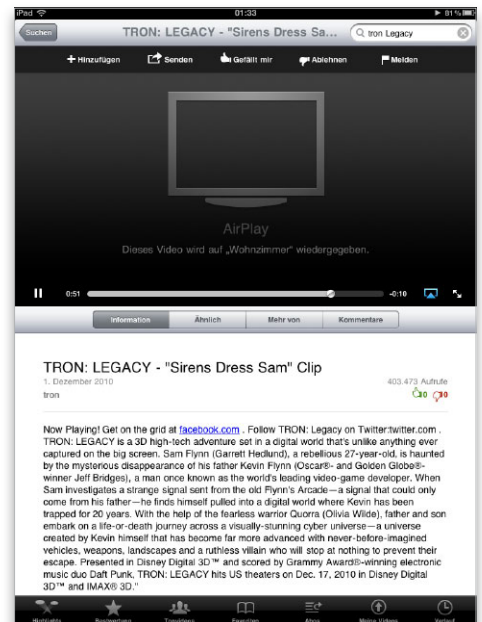 iPad 01:33 81%
Suchen TRON: LEGACY - "Sirens Dress Sa... tron Legacy
Hinzufügen Senden Gefällt mir Ablehnen Melden
AirPlay
Dieses Video wird auf „Wohnzimmer“ wiedergegeben.
0:51 -0:10
Information Ähnlich Mehr von Kommentare
TRON: LEGACY - "Sirens Dress Sam" Clip
1. Dezember 2010 403.473 Aufrufe
tron 0 0
Now Playing! Get on the grid at facebook.com . Follow TRON: Legacy on Twitter:twitter.com .
TRON: LEGACY is a 3D high-tech adventure set in a digital world that's unlike anything ever
captured on the big screen. Sam Flynn (Garrett Hedlund), a rebellious 27-year-old, is haunted
by the mysterious disappearance of his father Kevin Flynn (Oscar®- and Golden Globe®-
winner Jeff Bridges), a man once known as the world's leading video-game developer. When
Sam investigates a strange signal sent from the old Flynn's Arcade—a signal that could only
come from his father—he finds himself pulled into a digital world where Kevin has been
trapped for 20 years. With the help of the fearless warrior Quorra (Olivia Wilde), father and son
embark on a life-or-death journey across a visually-stunning cyber universe—a universe
created by Kevin himself that has become far more advanced with never-before-imagined
vehicles, weapons, landscapes and a ruthless villain who will stop at nothing to prevent their
escape. Presented in Disney Digital 3D™ and scored by Grammy Award®-winning electronic
music duo Daft Punk, TRON: LEGACY hits US theaters on Dec. 17, 2010 in Disney Digital
3D™ and IMAX® 3D."
Highlights Bestwertung Topvideos Favoriten Abos Meine Videos Verlauf